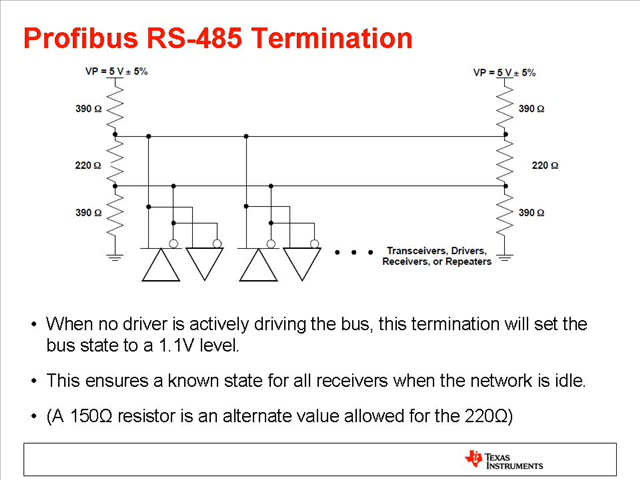 Profibus RS-485 Termination
VP = 5 V ± 5%
VP = 5 V ± 5%
390 Ω
390 Ω
220 Ω
220 Ω
390 Ω
390 Ω
• • • Transceivers, Drivers,
Receivers, or Repeaters
• When no driver is actively driving the bus, this termination will set the
bus state to a 1.1V level.
• This ensures a known state for all receivers when the network is idle.
• (A 150Ω resistor is an alternate value allowed for the 220Ω)
TEXAS
INSTRUMENTS